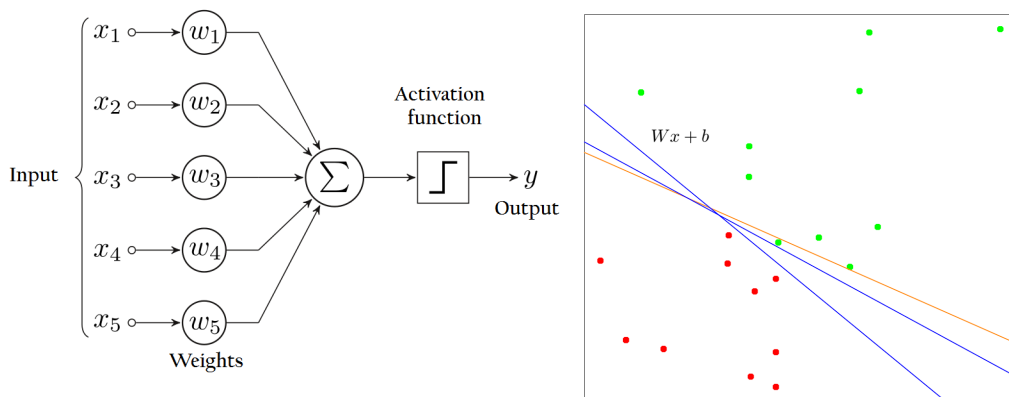 x₁ w₁
x₂ w₂
Activation
function
Input
x₃ w₃ Σ y
Output
x₄ w₄
x₅ w₅
Weights
Wx + b